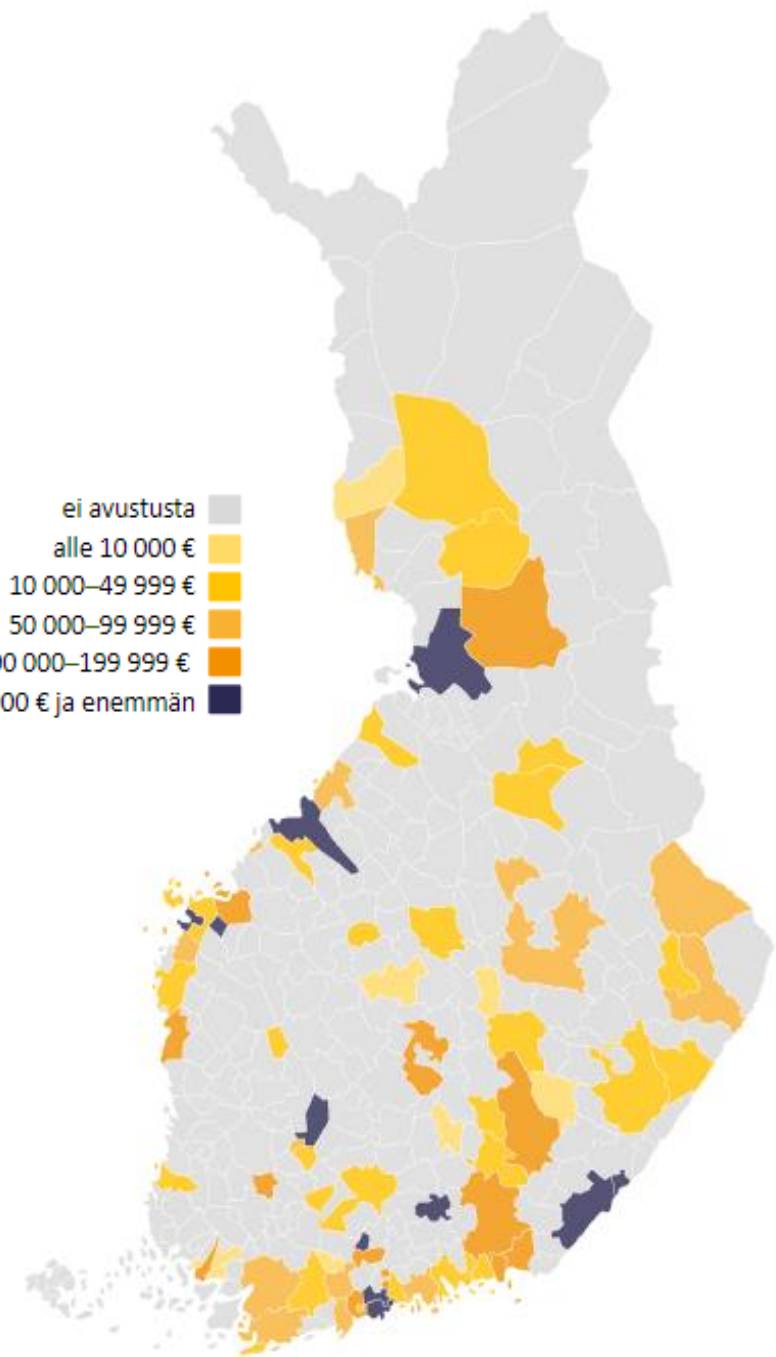 ei avustusta
alle 10 000 €
10 000–49 999 €
50 000–99 999 €
00 000–199 999 €
00 € ja enemmän